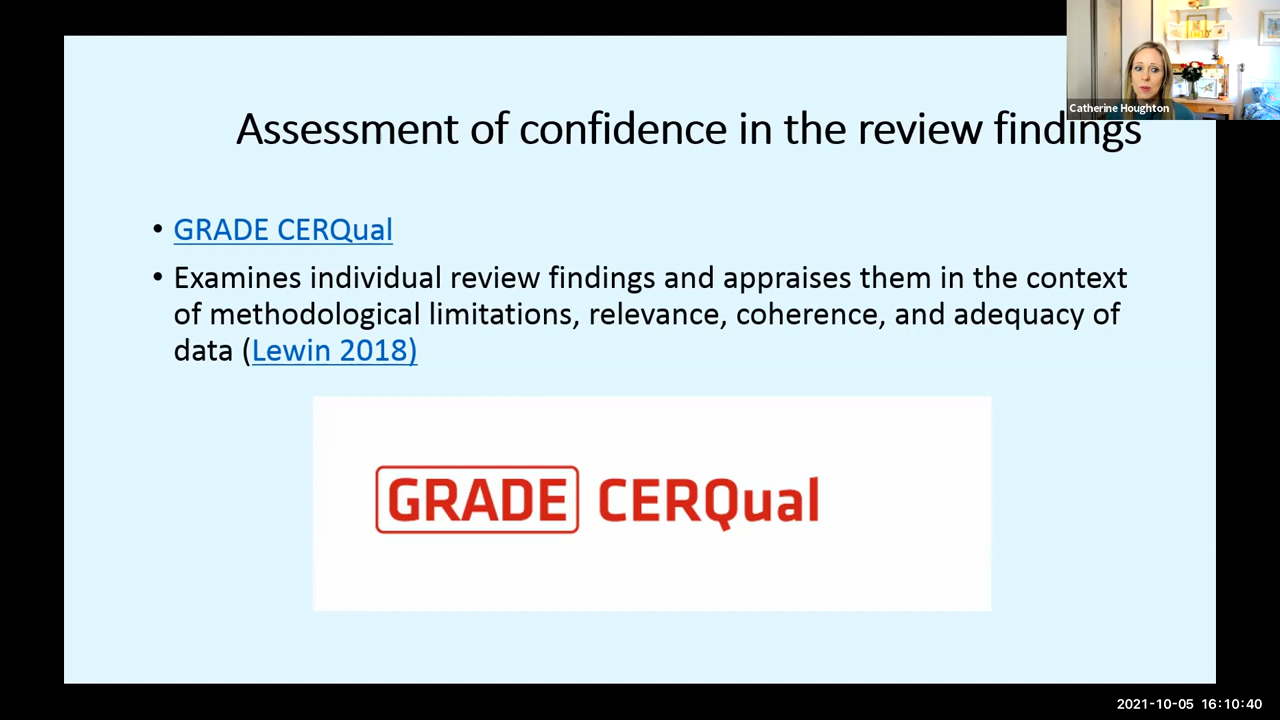 Catherine Houghton
Assessment of confidence in the review findings
• GRADE CERQual
• Examines individual review findings and appraises them in the context
of methodological limitations, relevance, coherence, and adequacy of
data (Lewin 2018)
GRADE CERQual
2021-10-05 16:10:40